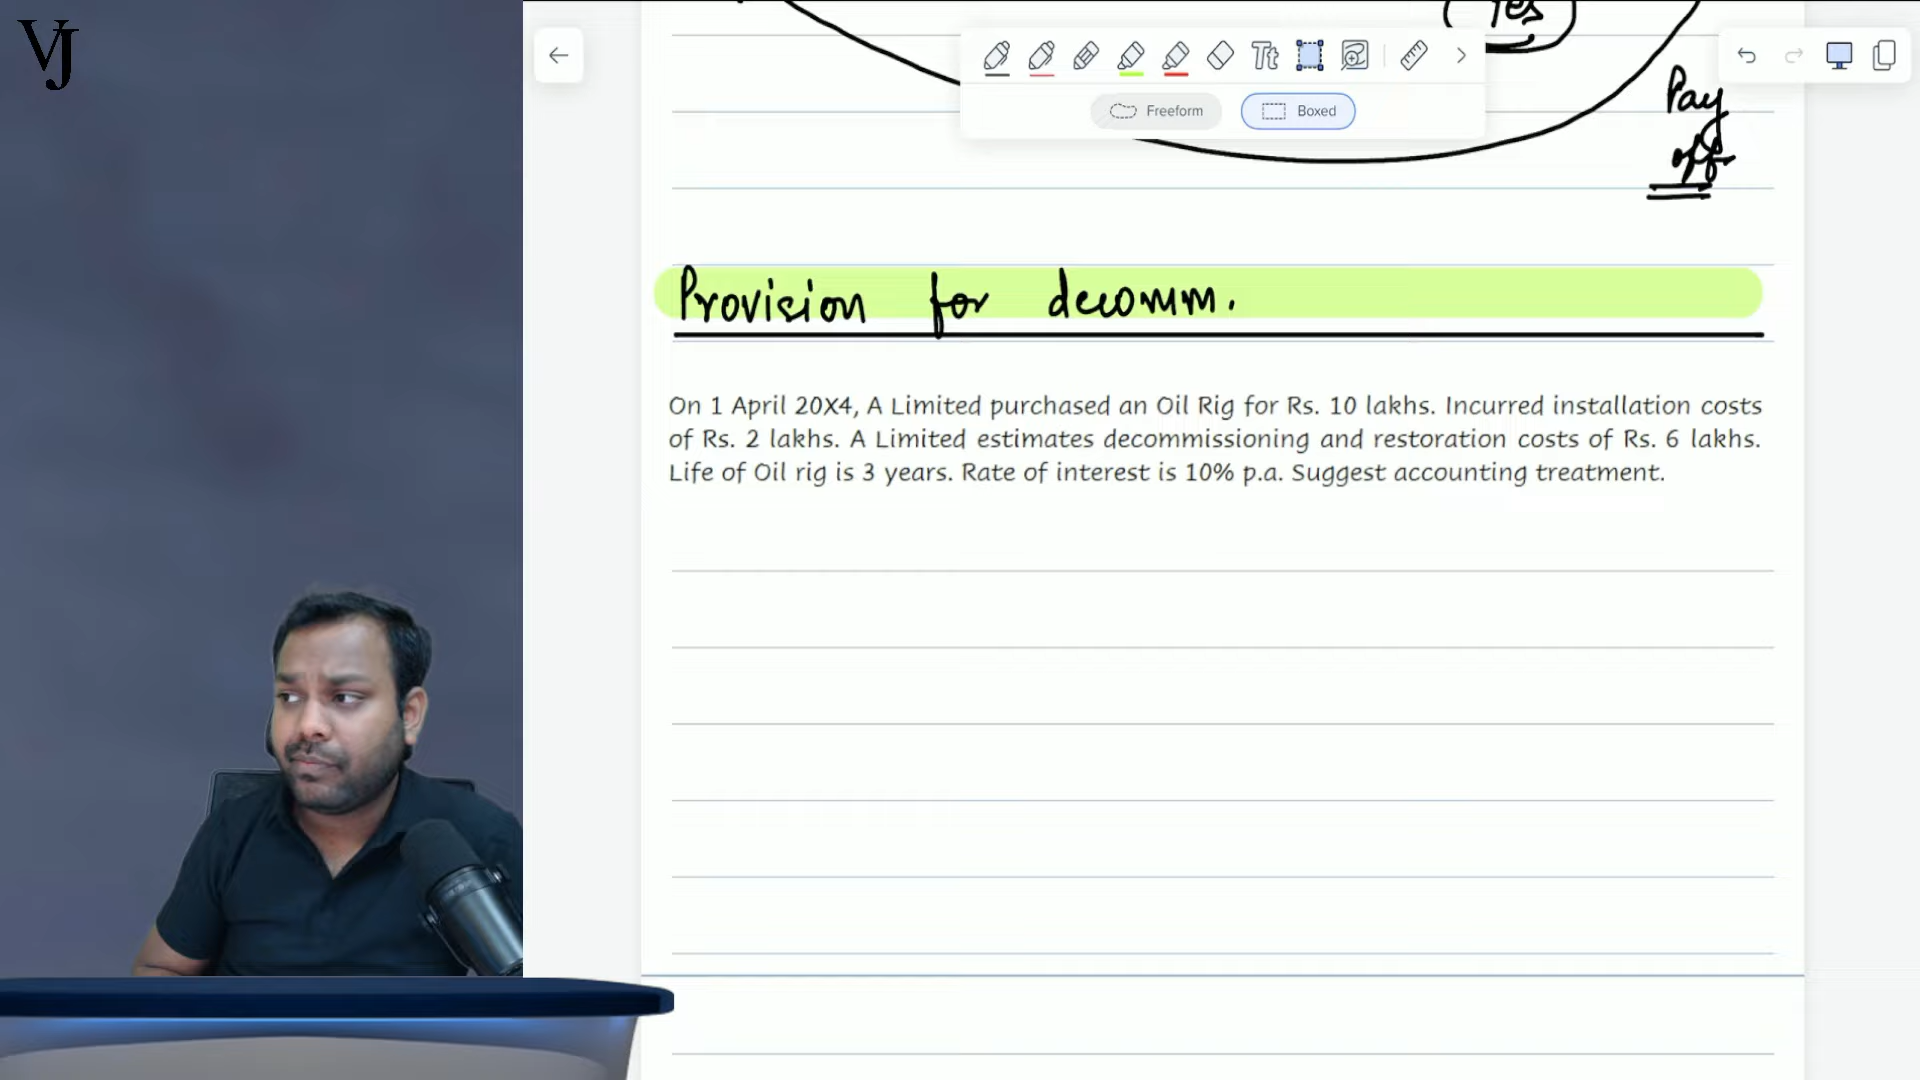 VJ
Yes
Tt
Freeform
Boxed
Pay
off
Provision for decomm.
On 1 April 20X4, A Limited purchased an Oil Rig for Rs. 10 lakhs. Incurred installation costs
of Rs. 2 lakhs. A Limited estimates decommissioning and restoration costs of Rs. 6 lakhs.
Life of Oil rig is 3 years. Rate of interest is 10% p.a. Suggest accounting treatment.